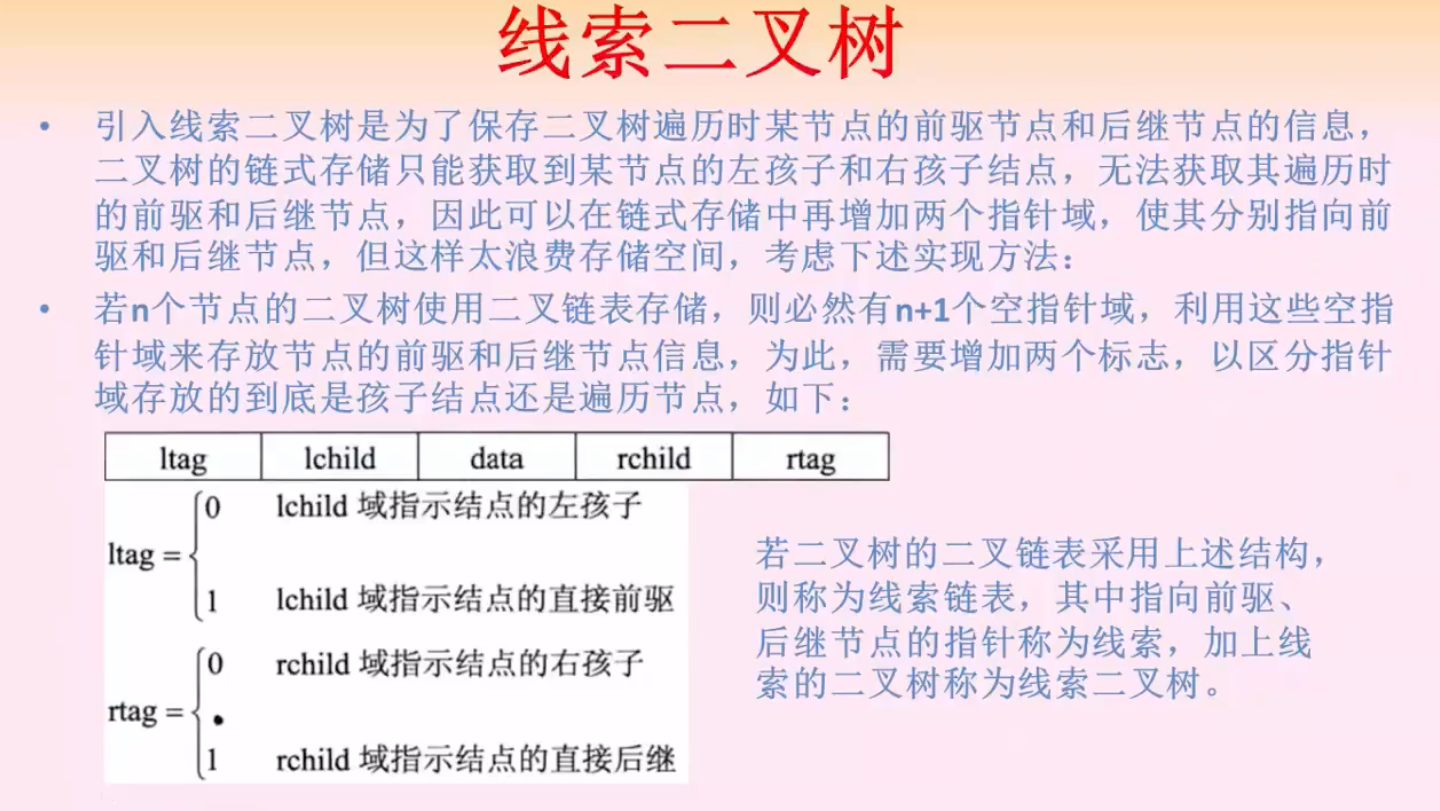 线索二叉树
• 引入线索二叉树是为了保存二叉树遍历时某节点的前驱节点和后继节点的信息，
二叉树的链式存储只能获取到某节点的左孩子和右孩子结点，无法获取其遍历时
的前驱和后继节点，因此可以在链式存储中再增加两个指针域，使其分别指向前
驱和后继节点，但这样太浪费存储空间，考虑下述实现方法：
• 若n个节点的二叉树使用二叉链表存储，则必然有n+1个空指针域，利用这些空指
针域来存放节点的前驱和后继节点信息，为此，需要增加两个标志，以区分指针
域存放的到底是孩子结点还是遍历节点，如下：
ltag lchild data rchild rtag
0 lchild 域指示结点的左孩子
ltag =
1 lchild 域指示结点的直接前驱
0 rchild 域指示结点的右孩子
rtag =
1 rchild 域指示结点的直接后继
若二叉树的二叉链表采用上述结构，
则称为线索链表，其中指向前驱、
后继节点的指针称为线索，加上线
索的二叉树称为线索二叉树。